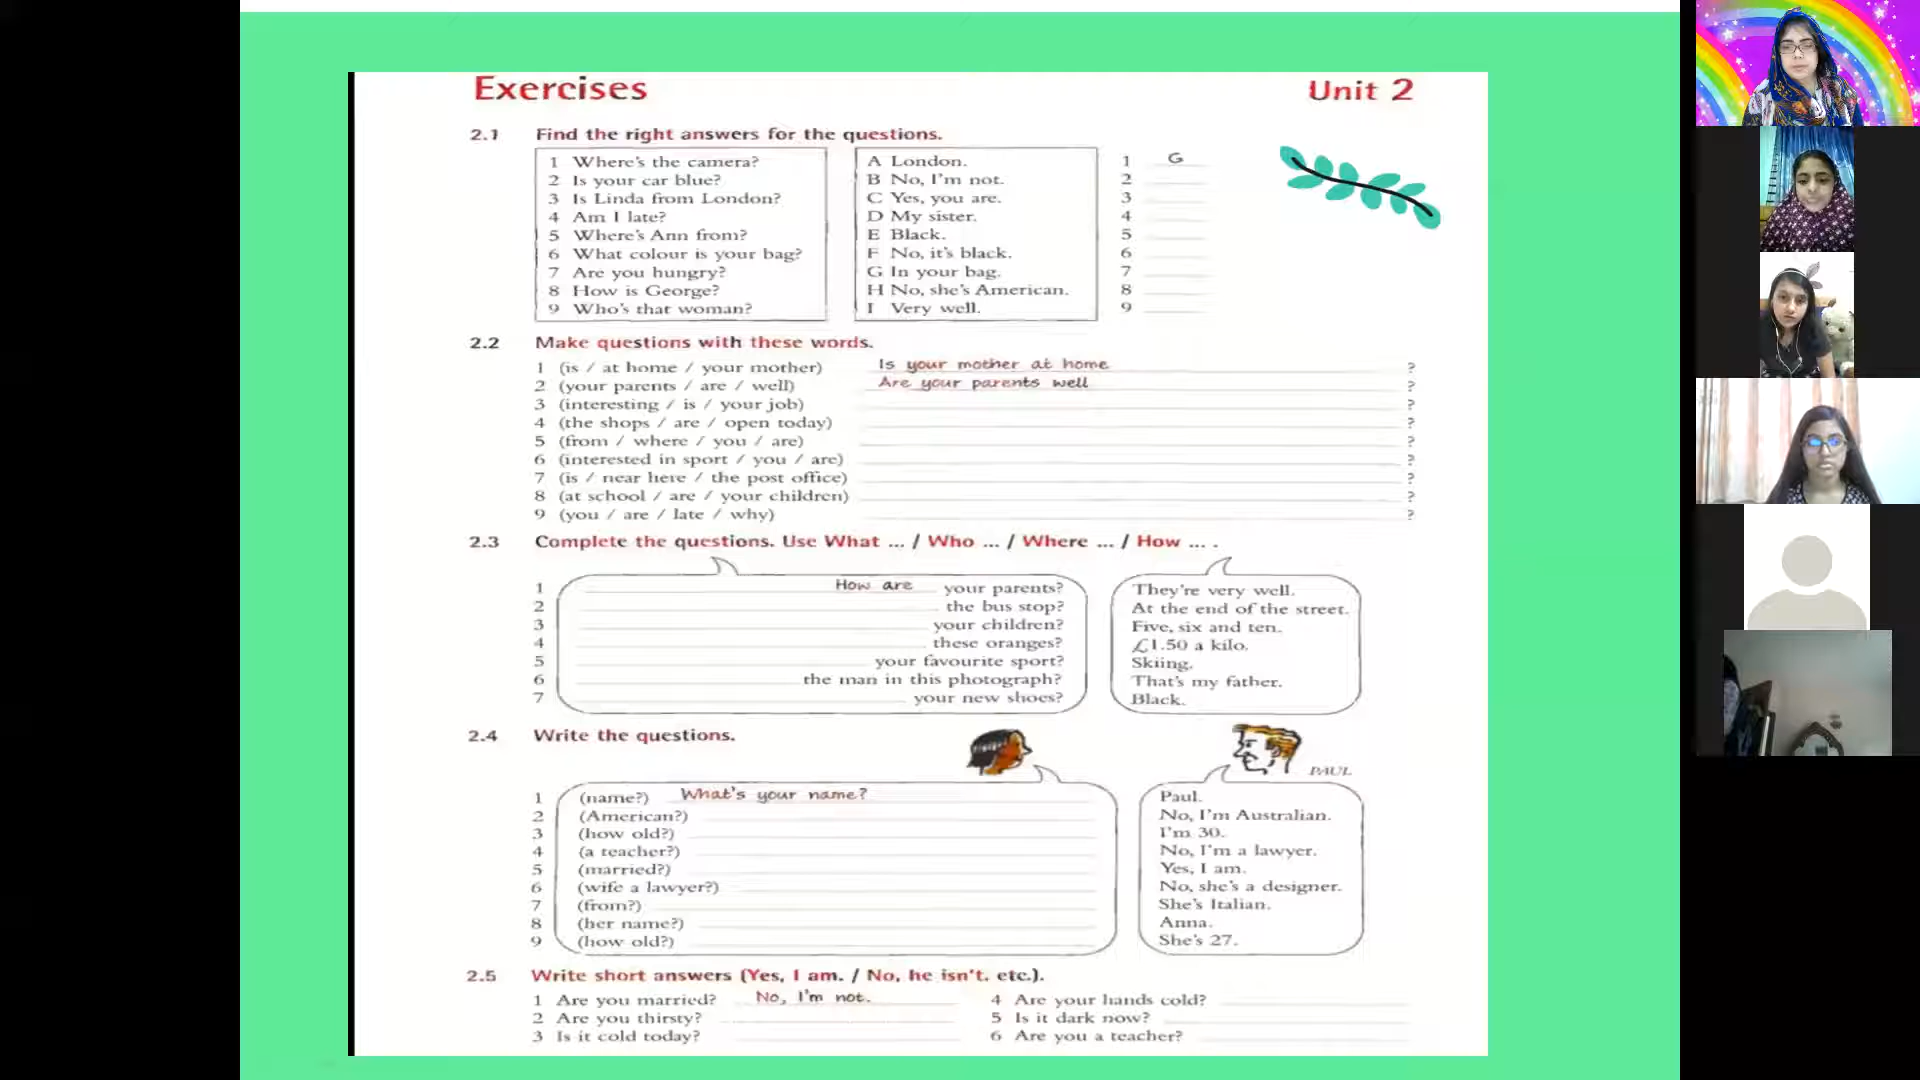 Exercises
Unit 2
2.1 Find the right answers for the questions.
1 Where's the camera?
2 Is your car blue?
3 Is Linda from London?
4 Am I late?
5 Where's Ann from?
6 What colour is your bag?
7 Are you hungry?
8 How is George?
9 Who's that woman?
A London.
B No, I'm not.
C Yes, you are.
D My sister.
E Black.
F No, it's black.
G In your bag.
H No, she's American.
I Very well.
1 G
2
3
4
5
6
7
8
9
2.2 Make questions with these words.
1 (is / at home / your mother) Is your mother at home ?
2 (your parents / are / well) Are your parents well ?
3 (interesting / is / your job) ?
4 (the shops / are / open today) ?
5 (from / where / you / are) ?
6 (interested in sport / you / are) ?
7 (is / near here / the post office) ?
8 (at school / are / your children) ?
9 (you / are / late / why) ?
2.3 Complete the questions. Use What ... / Who ... / Where ... / How ... .
1 How are your parents?
2 the bus stop?
3 your children?
4 these oranges?
5 your favourite sport?
6 the man in this photograph?
7 your new shoes?
They're very well.
At the end of the street.
Five, six and ten.
£1.50 a kilo.
Skiing.
That's my father.
Black.
2.4 Write the questions.
PAUL
1 (name?) What's your name?
2 (American?)
3 (how old?)
4 (a teacher?)
5 (married?)
6 (wife a lawyer?)
7 (from?)
8 (her name?)
9 (how old?)
Paul.
No, I'm Australian.
I'm 30.
No, I'm a lawyer.
Yes, I am.
No, she's a designer.
She's Italian.
Anna.
She's 27.
2.5 Write short answers (Yes, I am. / No, he isn't. etc.).
1 Are you married? No, I'm not.
2 Are you thirsty?
3 Is it cold today?
4 Are your hands cold?
5 Is it dark now?
6 Are you a teacher?